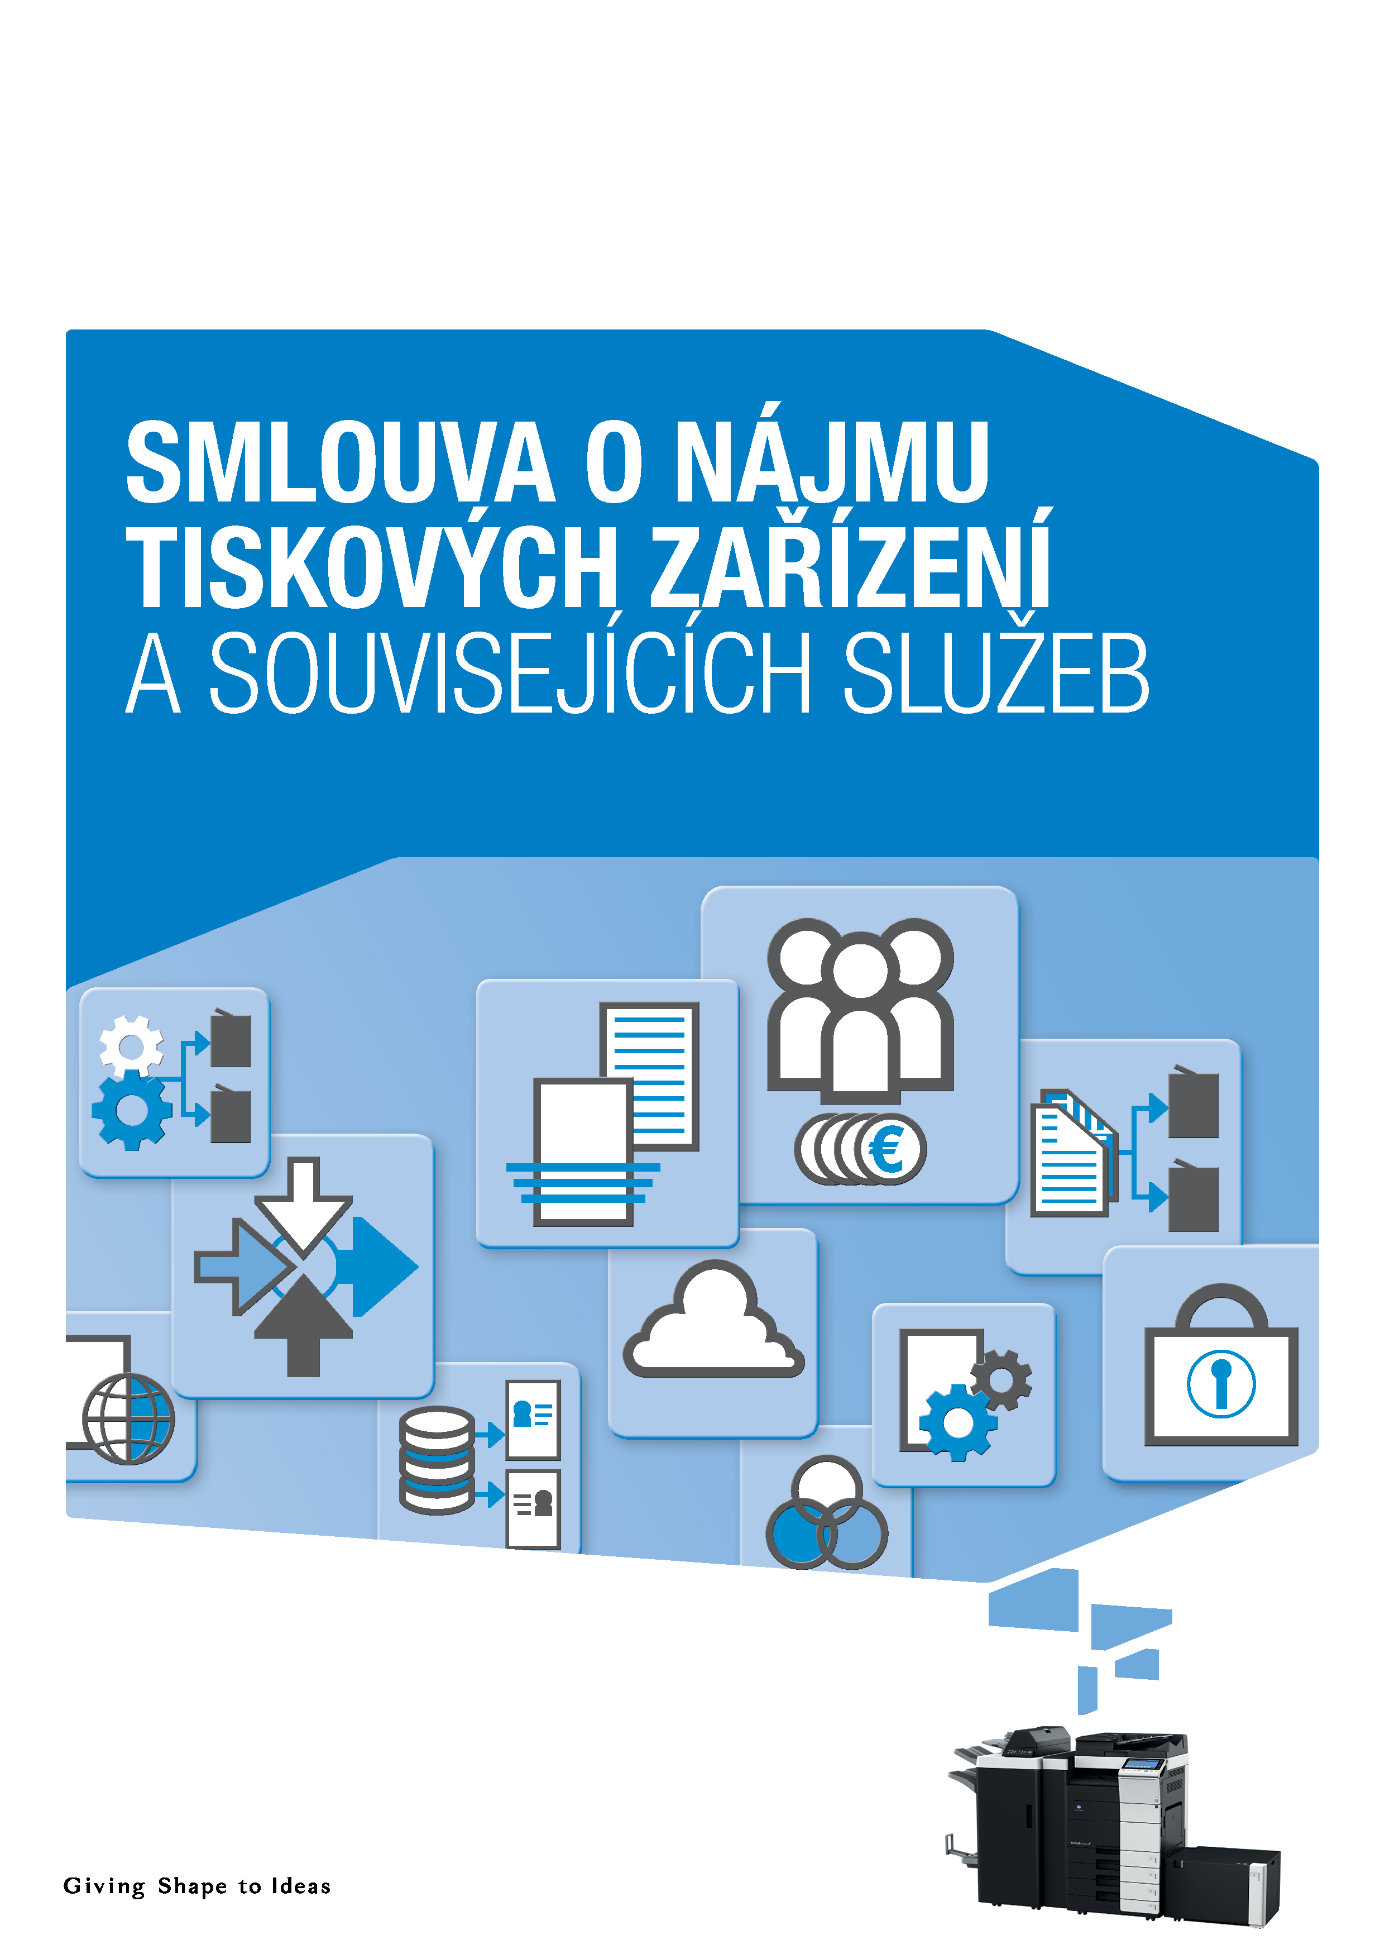 SMLOUVA O NÁJMU
TISKOVÝCH ZAŘÍZENÍ
A SOUVISEJÍCÍCH SLUŽEB
€
Giving Shape to Ideas